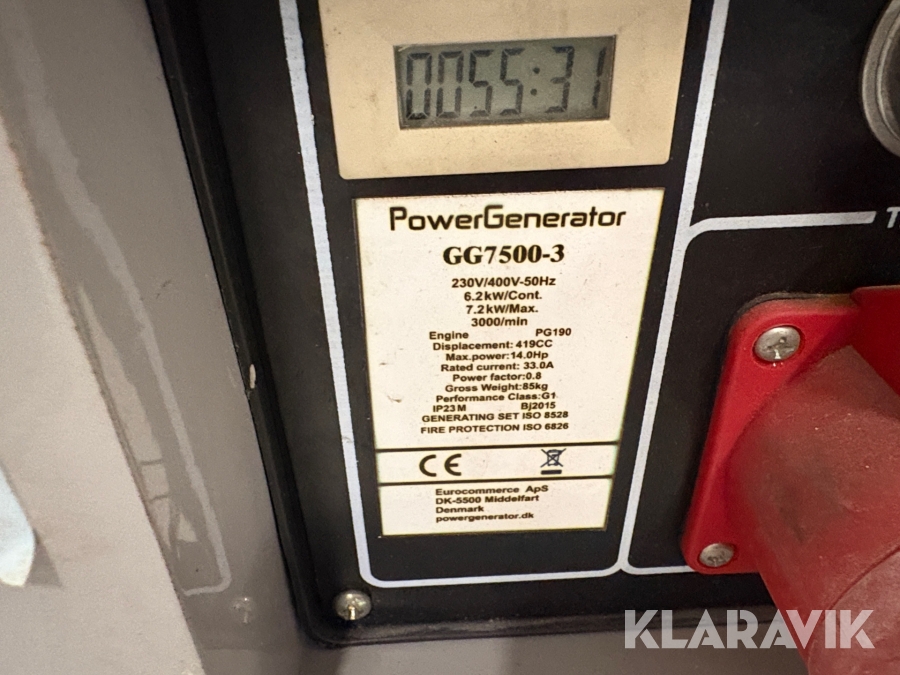 0055:31
PowerGenerator
GG7500-3
230V/400V-50Hz
6.2kW/Cont.
7.2kW/Max.
3000/min
Engine PG190
Displacement: 419CC
Max.power:14.0Hp
Rated current: 33.0A
Power factor:0.8
Gross Weight:85kg
Performance Class:G1
IP23M Bj2015
GENERATING SET ISO 8528
FIRE PROTECTION ISO 6826
CE
Eurocommerce ApS
DK-5500 Middelfart
Denmark
powergenerator.dk
KLARAVIK